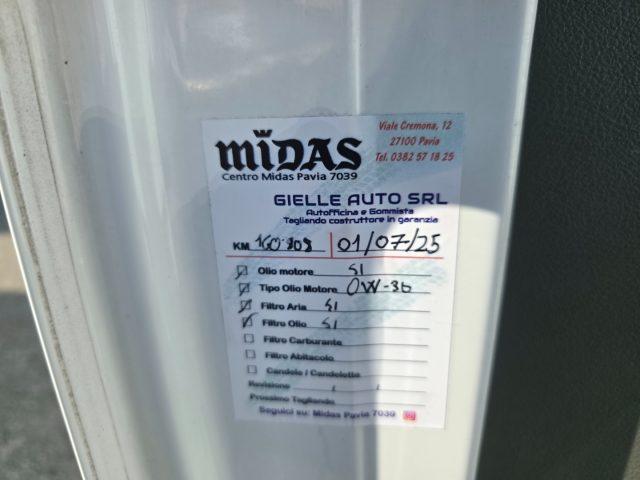 MIDAS
Centro Midas Pavia 7039
Viale Cremona, 12
27100 Pavia
Tel. 0382 57 18 25
GIELLE AUTO SRL
Autofficina e Gommista
Tagliando costruttore in garanzia
KM 01/07/25
Olio motore SI
Tipo Olio Motore 0W-30
Filtro Aria SI
Filtro Olio SI
Filtro Carburante
Filtro Abitacolo
Candele / Candelette
Revisione / /
Prossimo Tagliando
Seguici su: Midas Pavia 7039